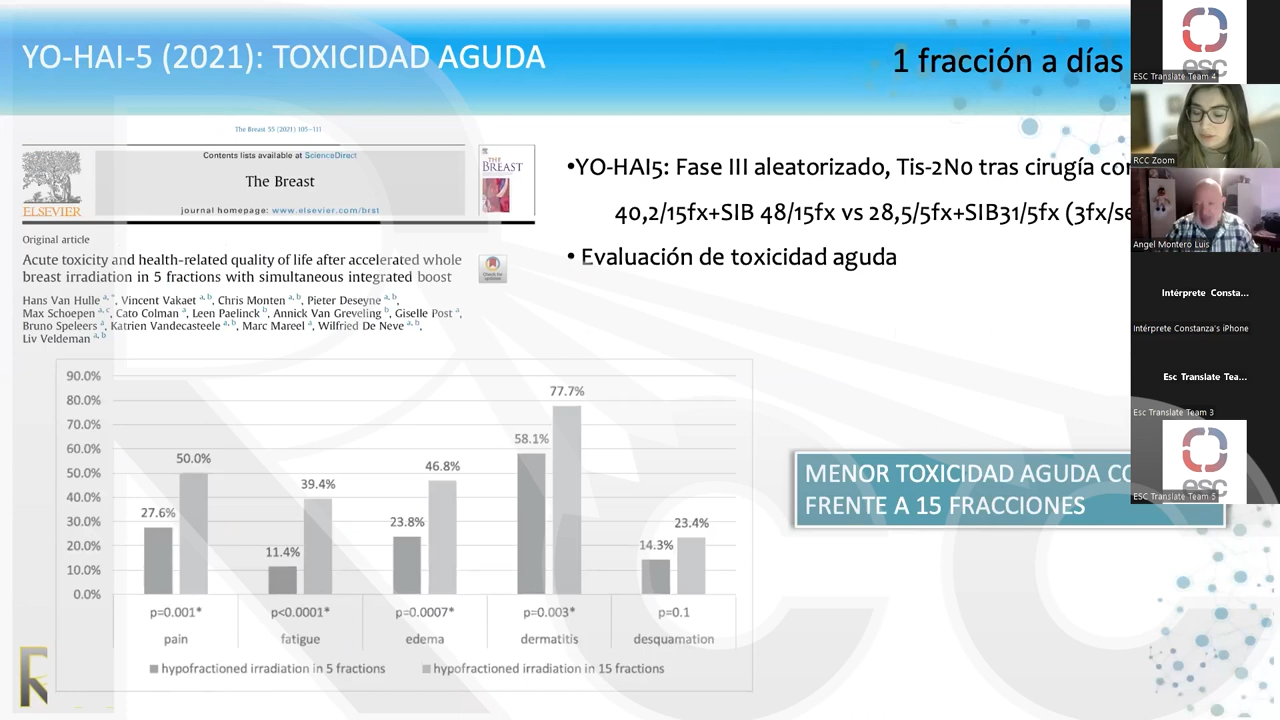 YO-HAI-5 (2021): TOXICIDAD AGUDA
1 fracción a días
The Breast 55 (2021) 105–111
Contents lists available at ScienceDirect
The Breast
journal homepage: www.elsevier.com/brst
ELSEVIER
THE
BREAST
Original article
Acute toxicity and health-related quality of life after accelerated whole
breast irradiation in 5 fractions with simultaneous integrated boost
Check for
updates
Hans Van Hulle a, *, Vincent Vakaet a, b, Chris Monten a, b, Pieter Deseyne a, b,
Max Schoepen a, c, Cato Colman a, Leen Paelinck b, Annick Van Greveling b, Giselle Post a,
Bruno Speleers a, Katrien Vandecasteele a, b, Marc Mareel a, Wilfried De Neve a, b,
Liv Veldeman a, b
•YO-HAI5: Fase III aleatorizado, Tis-2N0 tras cirugía
40,2/15fx+SIB 48/15fx vs 28,5/5fx+SIB31/5fx
• Evaluación de toxicidad aguda
90.0%
80.0%
70.0%
60.0%
50.0%
40.0%
30.0%
20.0%
10.0%
0.0%
27.6% 50.0% 11.4% 39.4% 23.8% 46.8% 58.1% 77.7% 14.3% 23.4%
p=0.001* p<0.0001* p=0.0007* p=0.003* p=0.1
pain fatigue edema dermatitis desquamation
hypofractioned irradiation in 5 fractions hypofractioned irradiation in 15 fractions
MENOR TOXICIDAD AGUDA
FRENTE A 15 FRACCIONES
esc
ESC Translate Team 4
RCC Zoom
Angel Montero Luis
Intérprete Consta...
Intérprete Constanza's iPhone
Esc Translate Tea...
Esc Translate Team 3
esc
ESC Translate Team 5